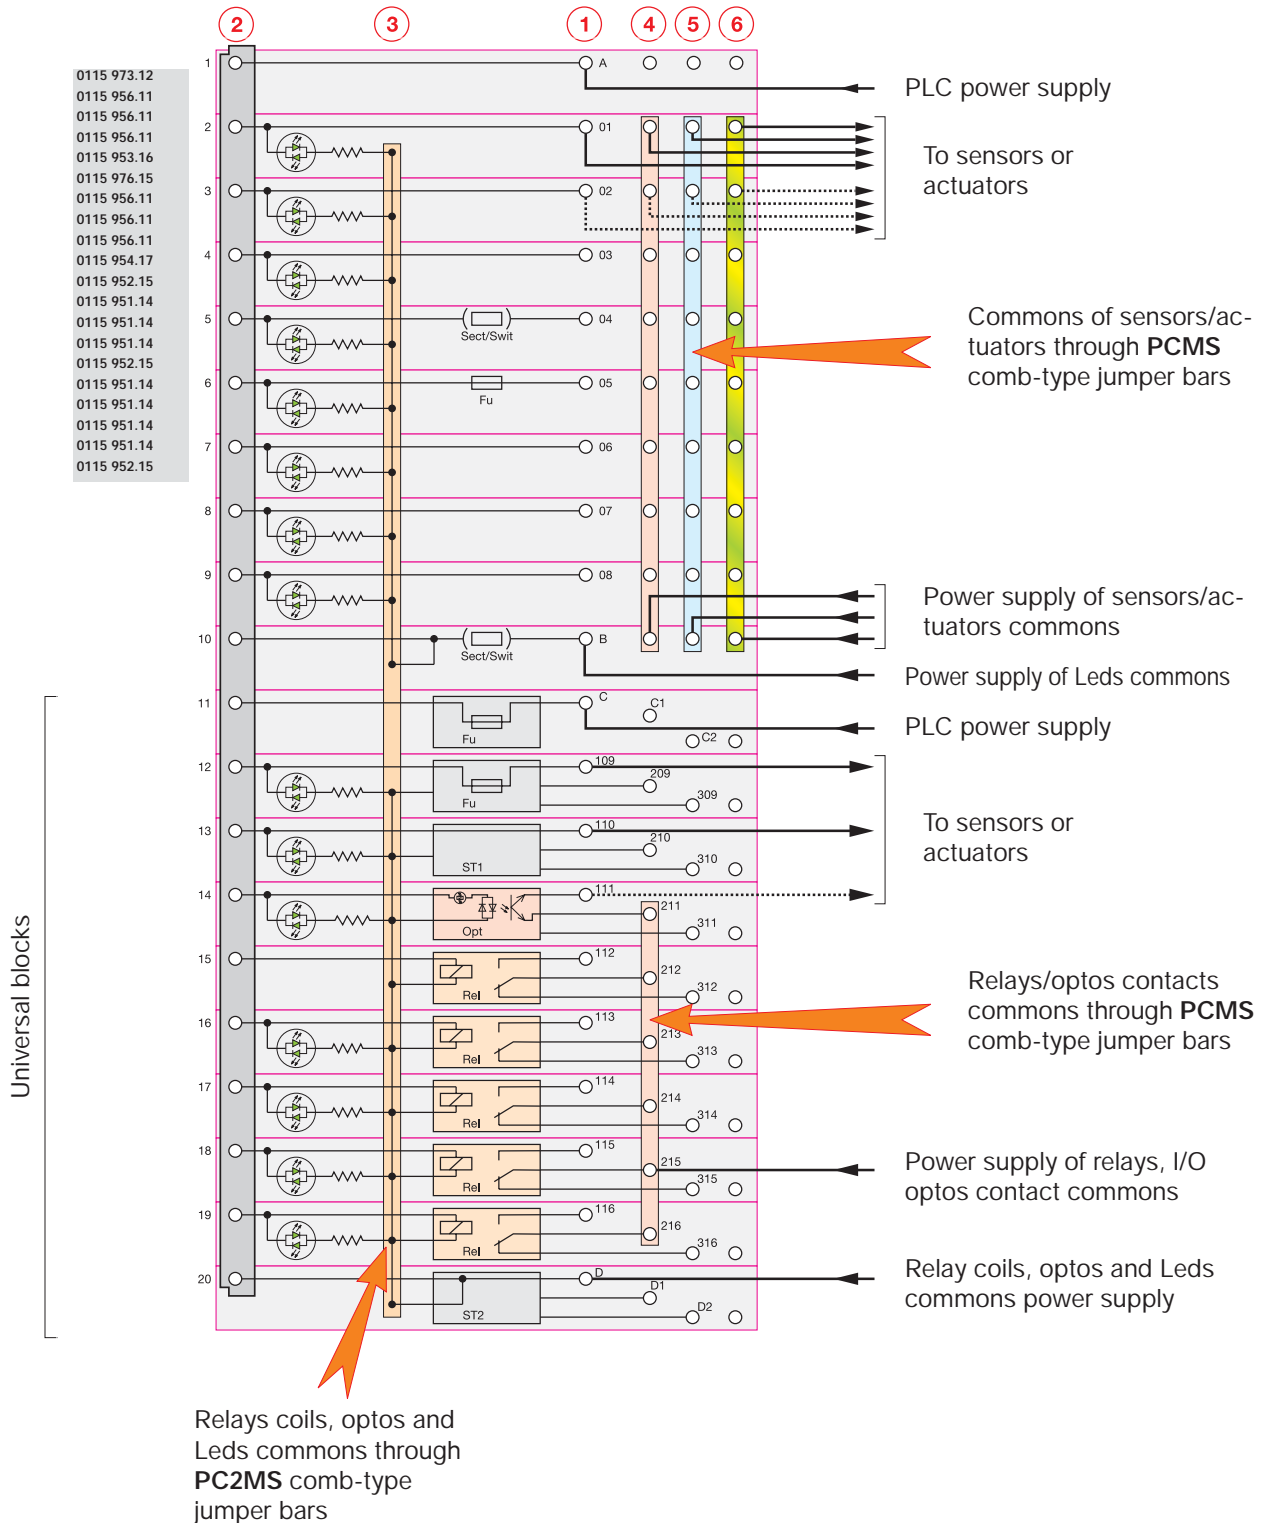 2 3 1 4 5 6
0115 973.12
0115 956.11
0115 956.11
0115 956.11
0115 953.16
0115 976.15
0115 956.11
0115 956.11
0115 956.11
0115 954.17
0115 952.15
0115 951.14
0115 951.14
0115 951.14
0115 952.15
0115 951.14
0115 951.14
0115 951.14
0115 951.14
0115 952.15
1 A
PLC power supply
2 01
To sensors or
actuators
3 02
4 03
5 04
Sect/Swit
Commons of sensors/ac-
tuators through PCMS
comb-type jumper bars
6 05
Fu
7 06
8 07
9 08
Power supply of sensors/ac-
tuators commons
10 B
Sect/Swit
Power supply of Leds commons
Universal blocks
11 C C1
Fu C2
PLC power supply
12 109 209
Fu 309
To sensors or
actuators
13 110 210
ST1 310
14 111 211
Opt 311
15 112 212
Rel 312
Relays/optos contacts
commons through PCMS
comb-type jumper bars
16 113 213
Rel 313
17 114 214
Rel 314
18 115 215
Rel 315
Power supply of relays, I/O
optos contact commons
19 116 216
Rel 316
20 D D1
ST2 D2
Relay coils, optos and Leds
commons power supply
Relays coils, optos and
Leds commons through
PC2MS comb-type
jumper bars